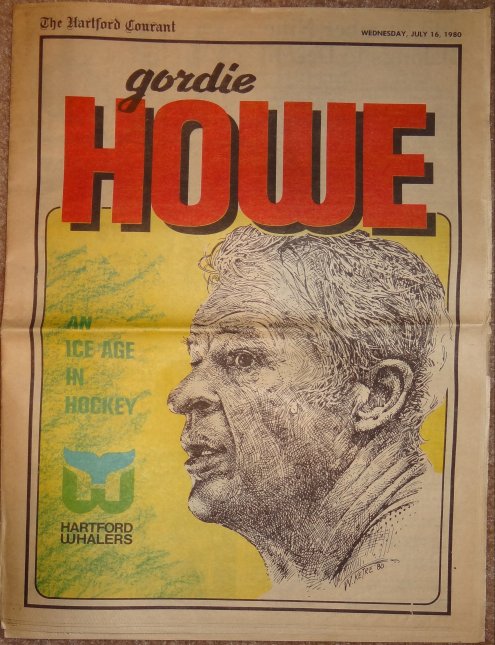 The Hartford Courant
WEDNESDAY, JULY 16, 1980
gordie
HOWE
AN
ICE AGE
IN
HOCKEY
HARTFORD
WHALERS